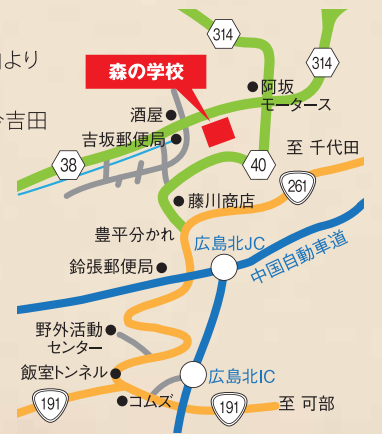 314
314
より
森の学校
阿坂
モータース
酒屋
吉田
吉坂郵便局
至 千代田
38
40
261
藤川商店
豊平分かれ
広島北JC
中国自動車道
鈴張郵便局
野外活動
センター
飯室トンネル
広島北IC
191
コムズ
191
至 可部